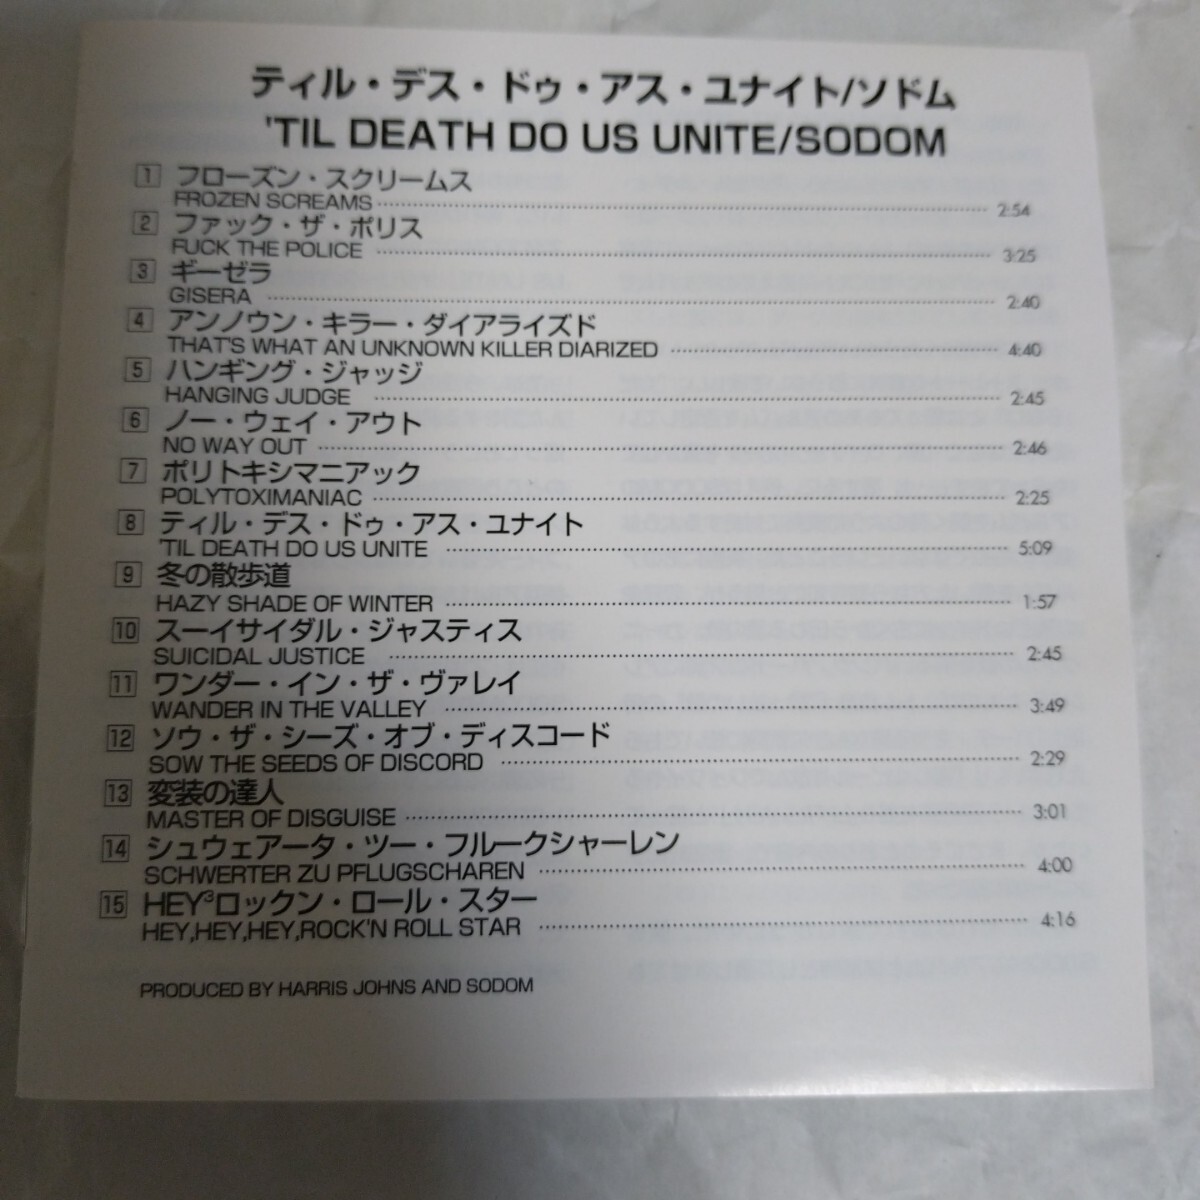 ティル・デス・ドゥ・アス・ユナイト/ソドム
'TIL DEATH DO US UNITE/SODOM
1 フローズン・スクリームス
FROZEN SCREAMS 2:54
2 ファック・ザ・ポリス
FUCK THE POLICE 3:25
3 ギーゼラ
GISERA 2:40
4 アンノウン・キラー・ダイアライズド
THAT'S WHAT AN UNKNOWN KILLER DIARIZED 4:40
5 ハンギング・ジャッジ
HANGING JUDGE 2:45
6 ノー・ウェイ・アウト
NO WAY OUT 2:46
7 ポリトキシマニアック
POLYTOXIMANIAC 2:25
8 ティル・デス・ドゥ・アス・ユナイト
'TIL DEATH DO US UNITE 5:09
9 冬の散歩道
HAZY SHADE OF WINTER 1:57
10 スーイサイダル・ジャスティス
SUICIDAL JUSTICE 2:45
11 ワンダー・イン・ザ・ヴァレイ
WANDER IN THE VALLEY 3:49
12 ソウ・ザ・シーズ・オブ・ディスコード
SOW THE SEEDS OF DISCORD 2:29
13 変装の達人
MASTER OF DISGUISE 3:01
14 シュウェアータ・ツー・フルークシャーレン
SCHWERTER ZU PFLUGSCHAREN 4:00
15 HEY³ロックン・ロール・スター
HEY,HEY,HEY,ROCK'N ROLL STAR 4:16
PRODUCED BY HARRIS JOHNS AND SODOM